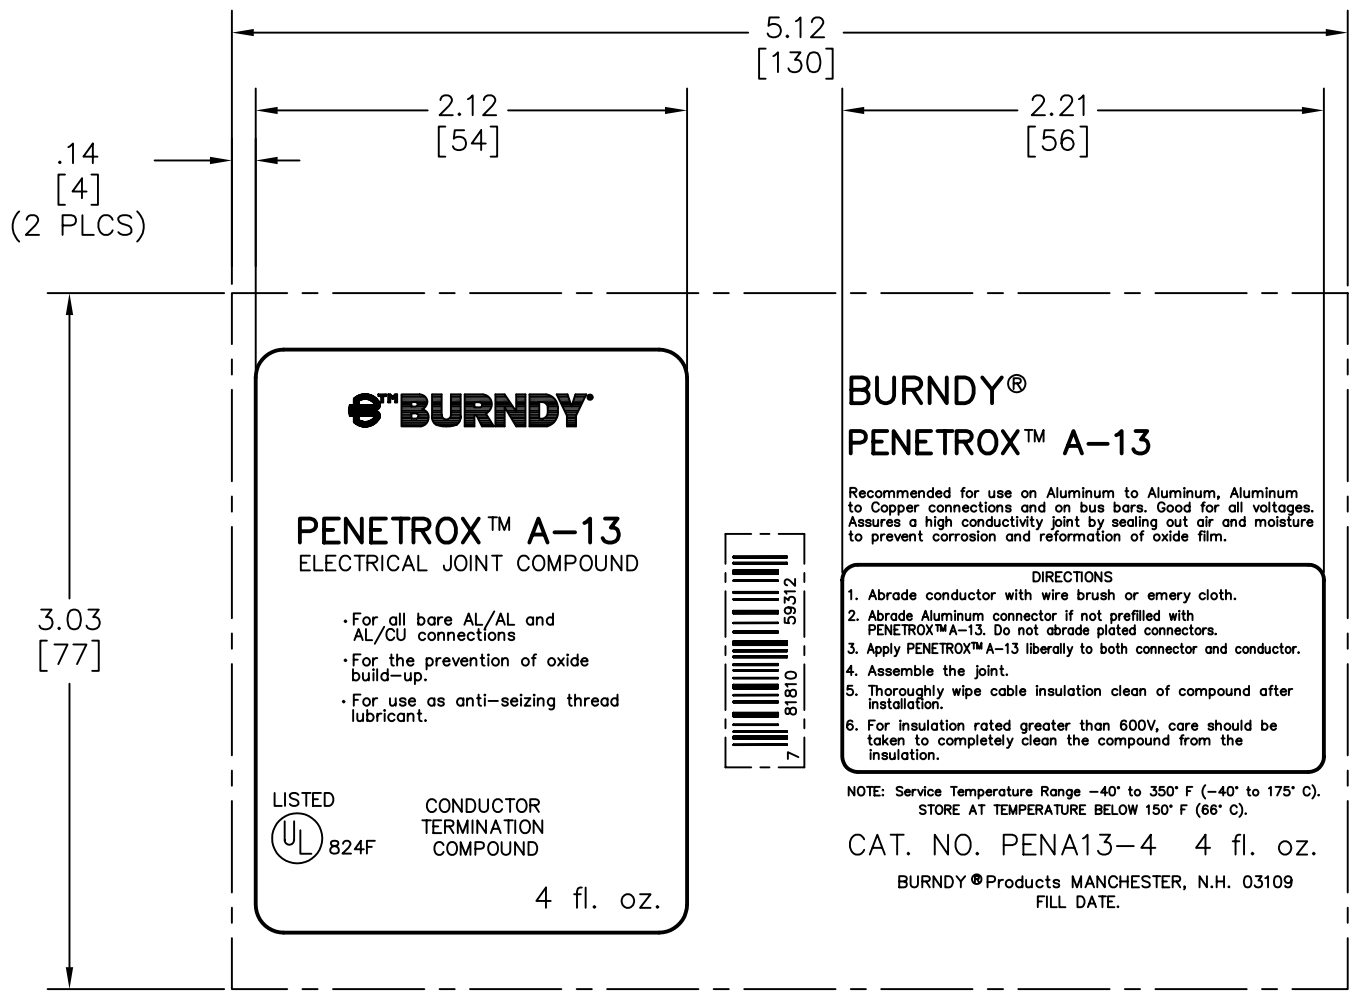 5.12
[130]
2.12
[54]
2.21
[56]
.14
[4]
(2 PLCS)
3.03
[77]
B™ BURNDY®
PENETROX™ A-13
ELECTRICAL JOINT COMPOUND
· For all bare AL/AL and
AL/CU connections
· For the prevention of oxide
build-up.
· For use as anti-seizing thread
lubricant.
LISTED
UL 824F
CONDUCTOR
TERMINATION
COMPOUND
4 fl. oz.
7 81810 59312
BURNDY®
PENETROX™ A-13
Recommended for use on Aluminum to Aluminum, Aluminum
to Copper connections and on bus bars. Good for all voltages.
Assures a high conductivity joint by sealing out air and moisture
to prevent corrosion and reformation of oxide film.
DIRECTIONS
1. Abrade conductor with wire brush or emery cloth.
2. Abrade Aluminum connector if not prefilled with
PENETROX™ A-13. Do not abrade plated connectors.
3. Apply PENETROX™ A-13 liberally to both connector and conductor.
4. Assemble the joint.
5. Thoroughly wipe cable insulation clean of compound after
installation.
6. For insulation rated greater than 600V, care should be
taken to completely clean the compound from the
insulation.
NOTE: Service Temperature Range -40° to 350° F (-40° to 175° C).
STORE AT TEMPERATURE BELOW 150° F (66° C).
CAT. NO. PENA13-4 4 fl. oz.
BURNDY® Products MANCHESTER, N.H. 03109
FILL DATE.